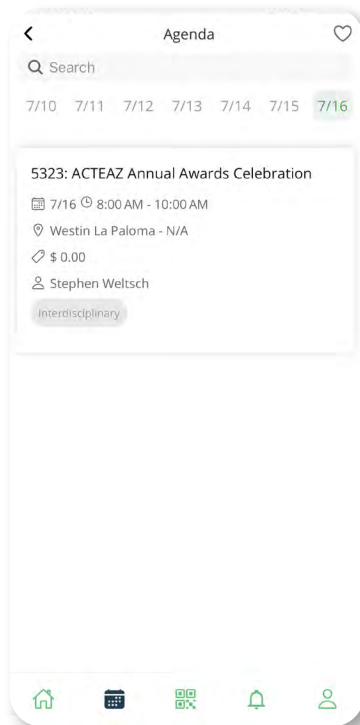 Agenda
Search
7/10 7/11 7/12 7/13 7/14 7/15 7/16
5323: ACTEAZ Annual Awards Celebration
7/16 8:00 AM - 10:00 AM
Westin La Paloma - N/A
$ 0.00
Stephen Weltsch
Interdisciplinary